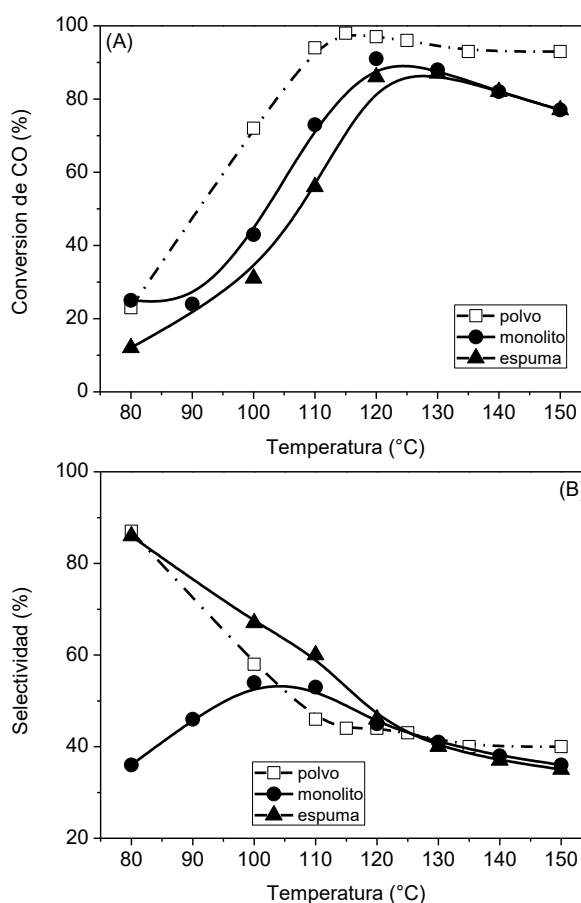 (A)
Conversion de CO (%)
100
80
60
40
20
0
80 90 100 110 120 130 140 150
Temperatura (°C)
polvo
monolito
espuma
(B)
Selectividad (%)
100
80
60
40
20
80 90 100 110 120 130 140 150
Temperatura (°C)
polvo
monolito
espuma